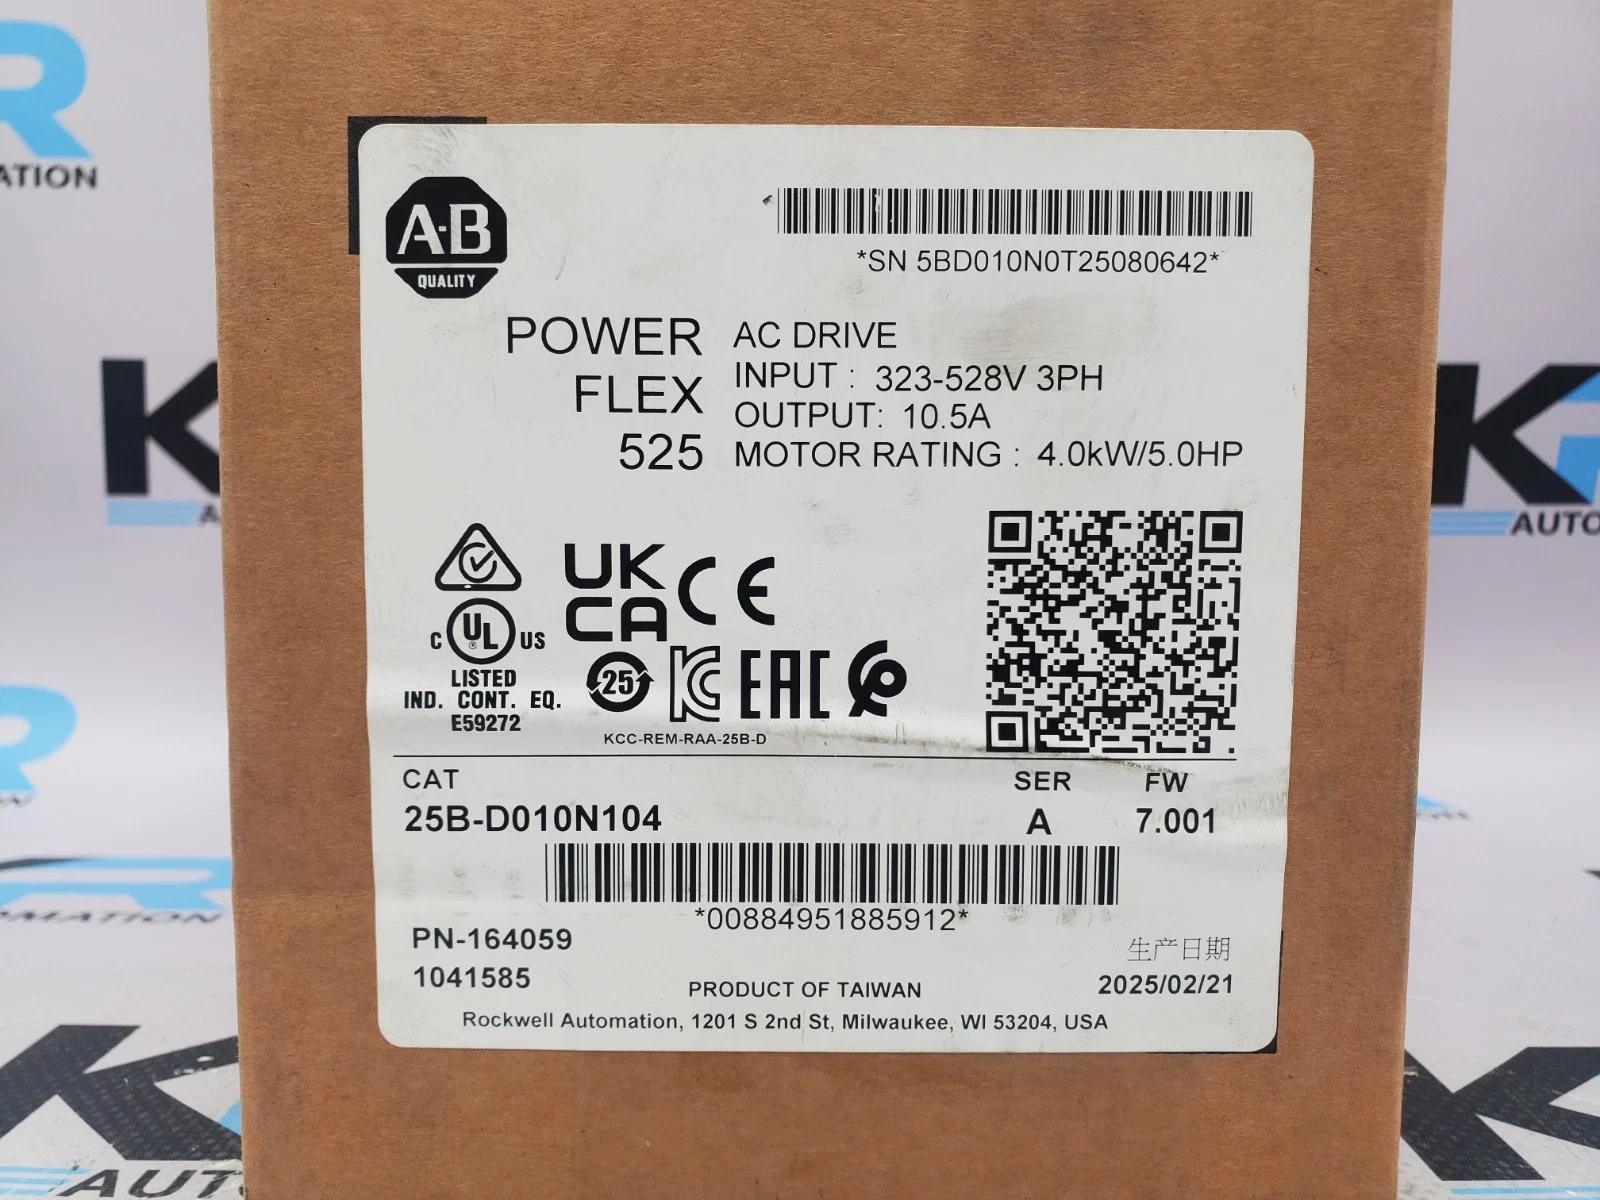 A-B
QUALITY
*SN 5BD010N0T25080642*
POWER
FLEX
525
AC DRIVE
INPUT : 323-528V 3PH
OUTPUT: 10.5A
MOTOR RATING : 4.0kW/5.0HP
C UL US
LISTED
IND. CONT. EQ.
E59272
UK
CA
CE
25
KC
EAC
KCC-REM-RAA-25B-D
CAT
25B-D010N104
SER
A
FW
7.001
*00884951885912*
PN-164059
1041585
生产日期
2025/02/21
PRODUCT OF TAIWAN
Rockwell Automation, 1201 S 2nd St, Milwaukee, WI 53204, USA